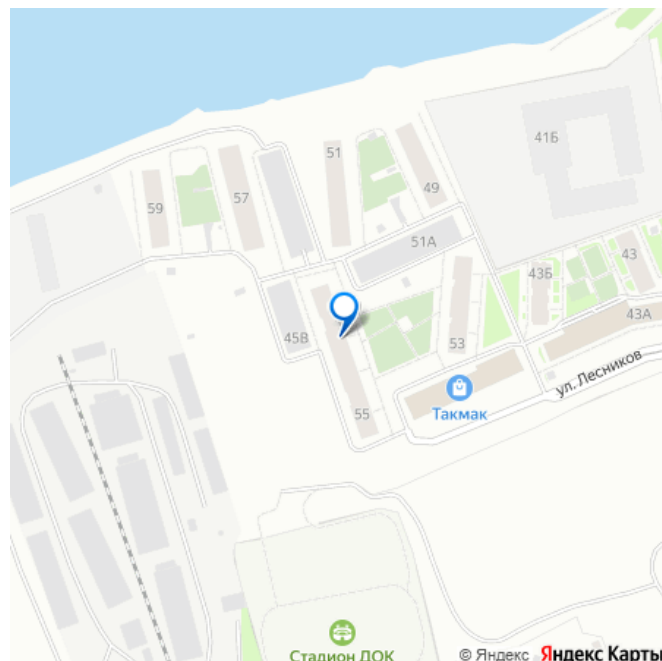 41Б
51
59
57
49
51А
43
43Б
43А
45В
53
ул. Лесников
Такмак
55
Стадион ДОК
© Яндекс Яндекс Карты